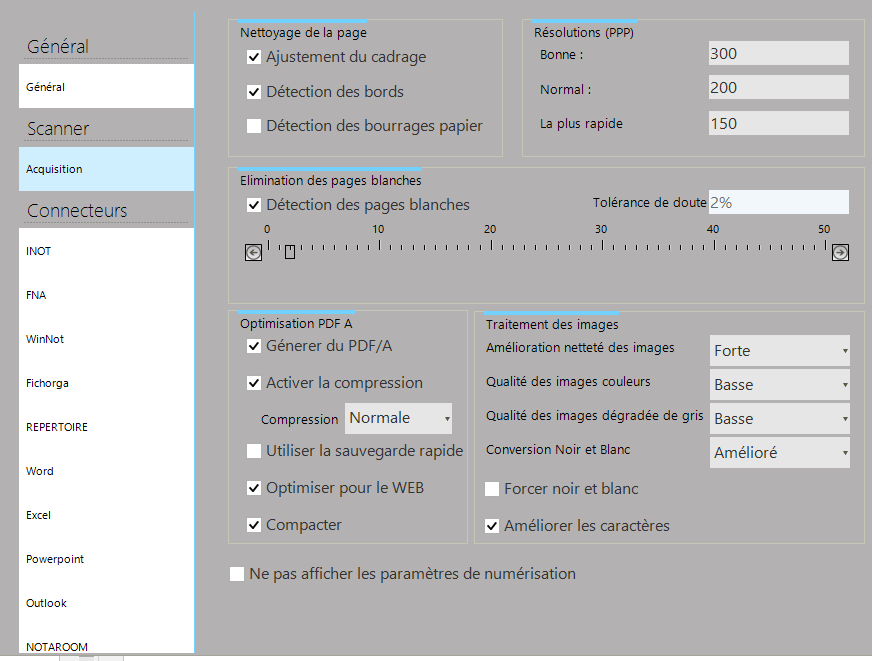 Général
Général
Scanner
Acquisition
Connecteurs
INOT
FNA
WinNot
Fichorga
REPERTOIRE
Word
Excel
Powerpoint
Outlook
NOTAROOM
Nettoyage de la page
Ajustement du cadrage
Détection des bords
Détection des bourrages papier
Résolutions (PPP)
Bonne : 300
Normal : 200
La plus rapide 150
Elimination des pages blanches
Détection des pages blanches
Tolérance de doute 2%
0 10 20 30 40 50
Optimisation PDF A
Génerer du PDF/A
Activer la compression
Compression Normale
Utiliser la sauvegarde rapide
Optimiser pour le WEB
Compacter
Traitement des images
Amélioration netteté des images Forte
Qualité des images couleurs Basse
Qualité des images dégradée de gris Basse
Conversion Noir et Blanc Amélioré
Forcer noir et blanc
Améliorer les caractères
Ne pas afficher les paramètres de numérisation